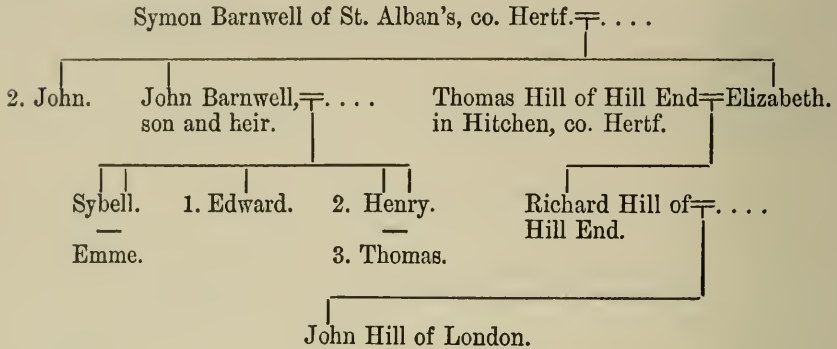 Symon Barnwell of St. Alban's, co. Hertf.=. . . .
2. John. John Barnwell,=. . . . Thomas Hill of Hill End=Elizabeth.
son and heir. in Hitchen, co. Hertf.
Sybell. 1. Edward. 2. Henry. Richard Hill of=. . . .
Hill End.
Emme. 3. Thomas.
John Hill of London.